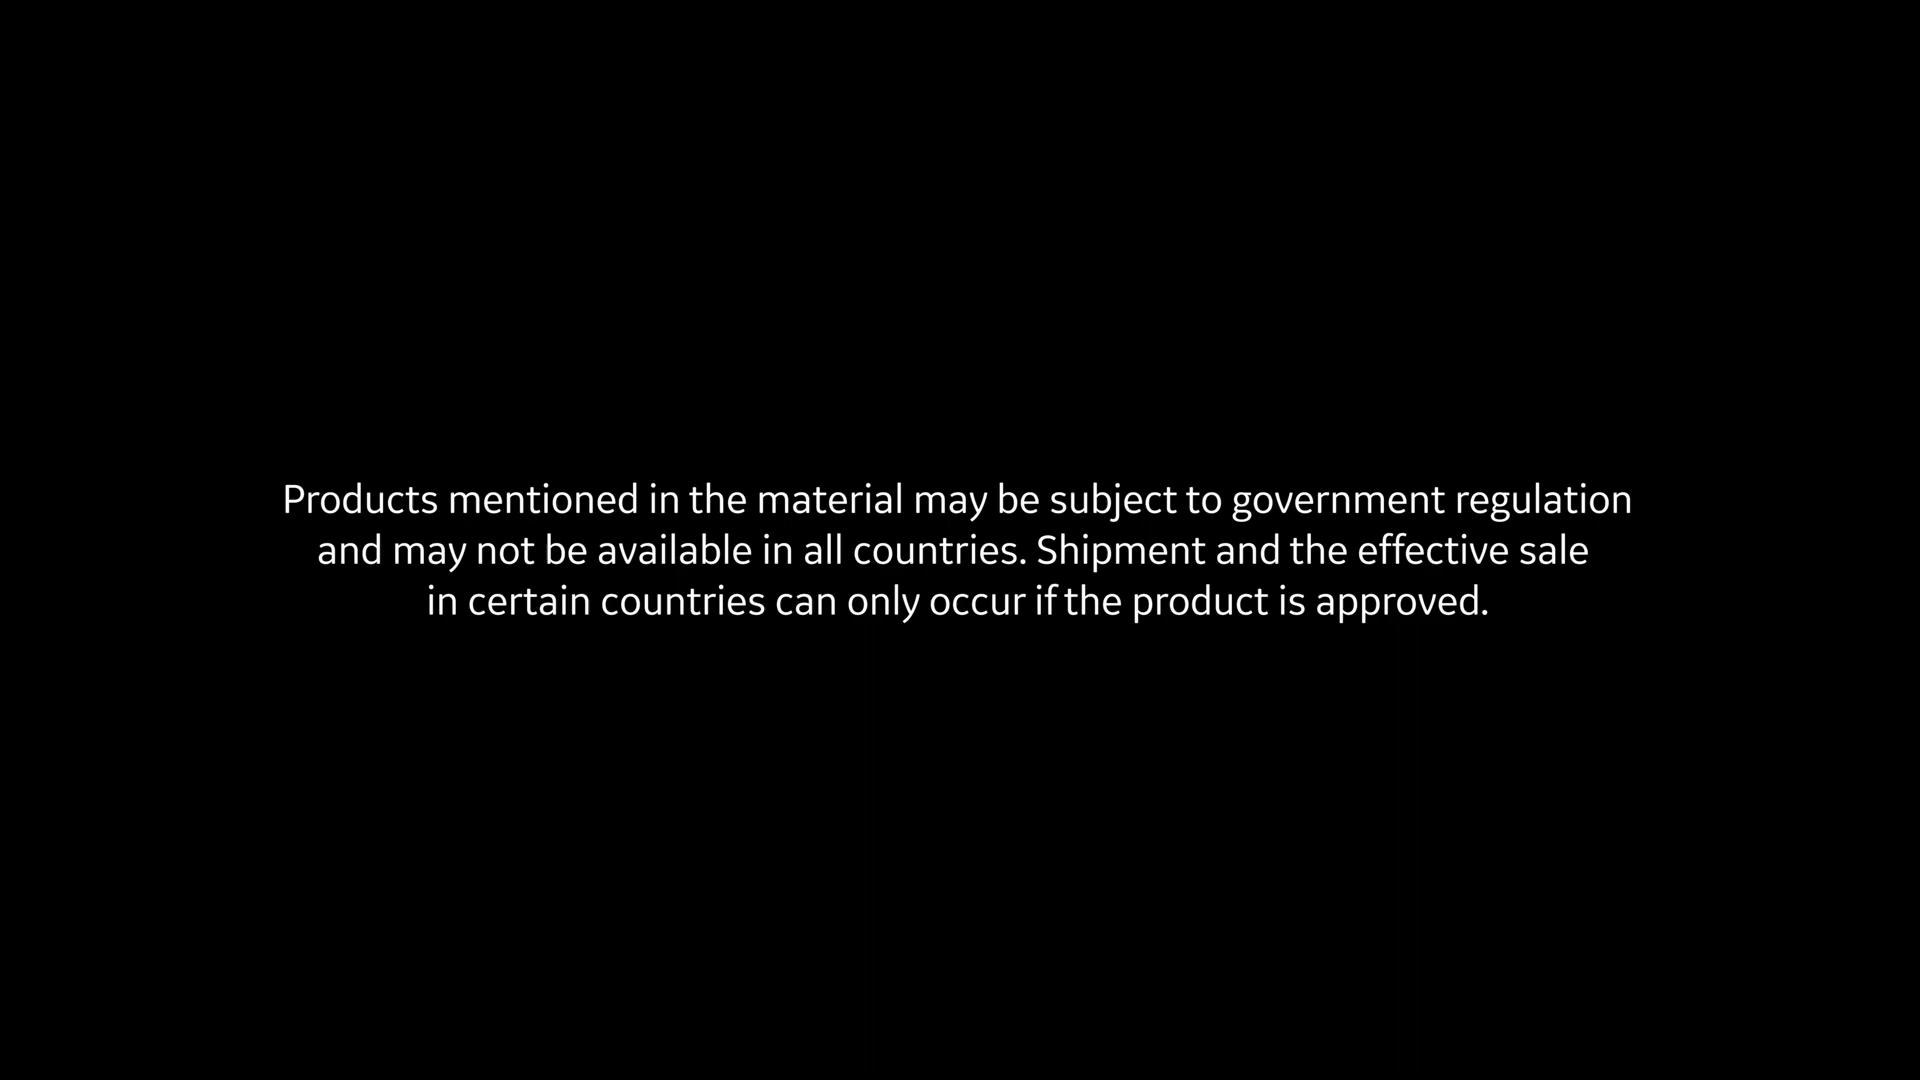 Products mentioned in the material may be subject to government regulation
and may not be available in all countries. Shipment and the effective sale
in certain countries can only occur if the product is approved.